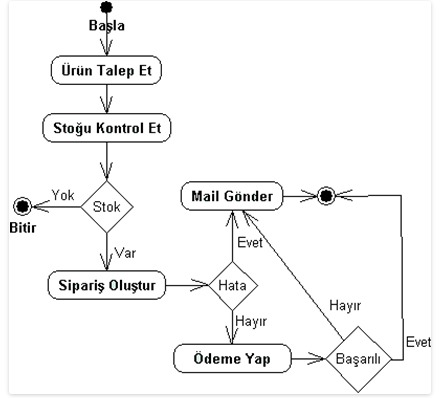 Başla
Ürün Talep Et
Stoğu Kontrol Et
Yok
Stok
Mail Gönder
Bitir
Var
Evet
Sipariş Oluştur
Hata
Hayır
Hayır
Evet
Ödeme Yap
Başarılı